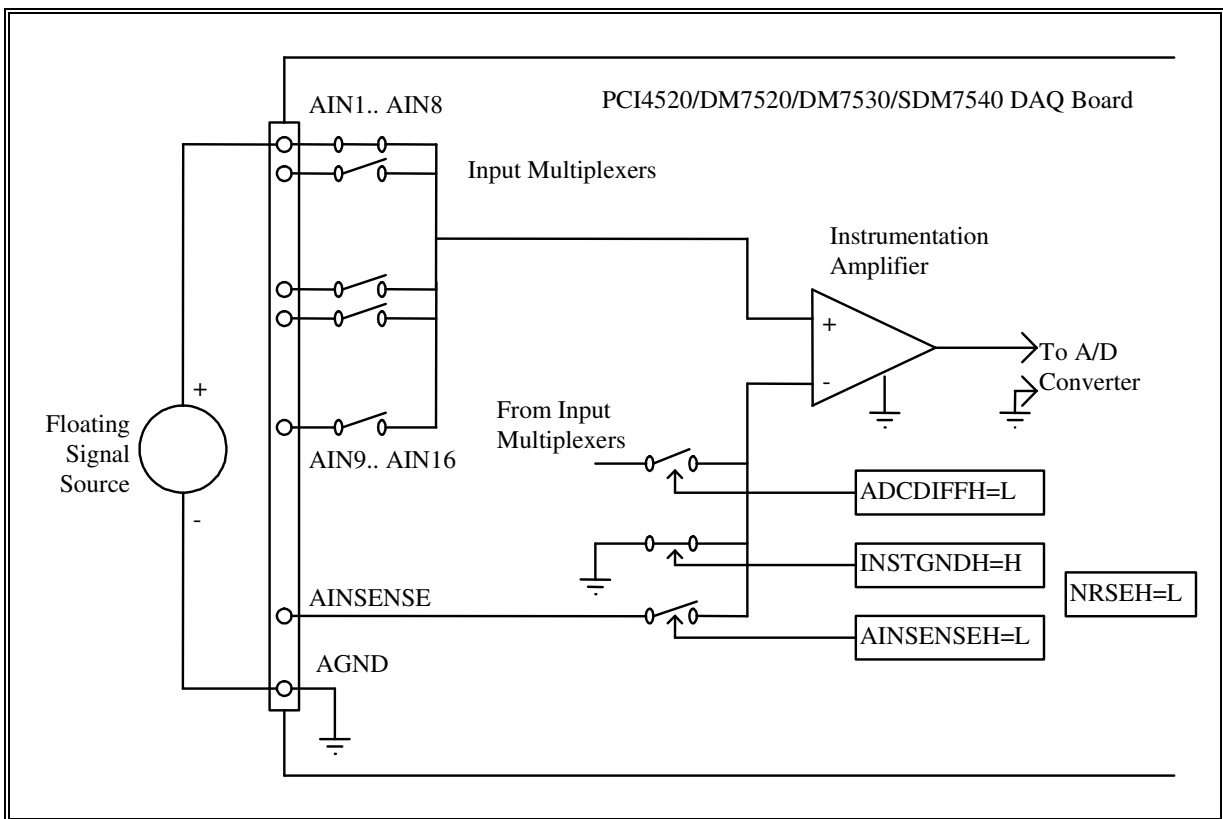 PCI4520/DM7520/DM7530/SDM7540 DAQ Board
AIN1.. AIN8
Input Multiplexers
Instrumentation
Amplifier
+
-
To A/D
Converter
+
Floating
Signal
Source
-
From Input
Multiplexers
AIN9.. AIN16
ADCDIFFH=L
INSTGNDH=H
NRSEH=L
AINSENSE
AINSENSEH=L
AGND